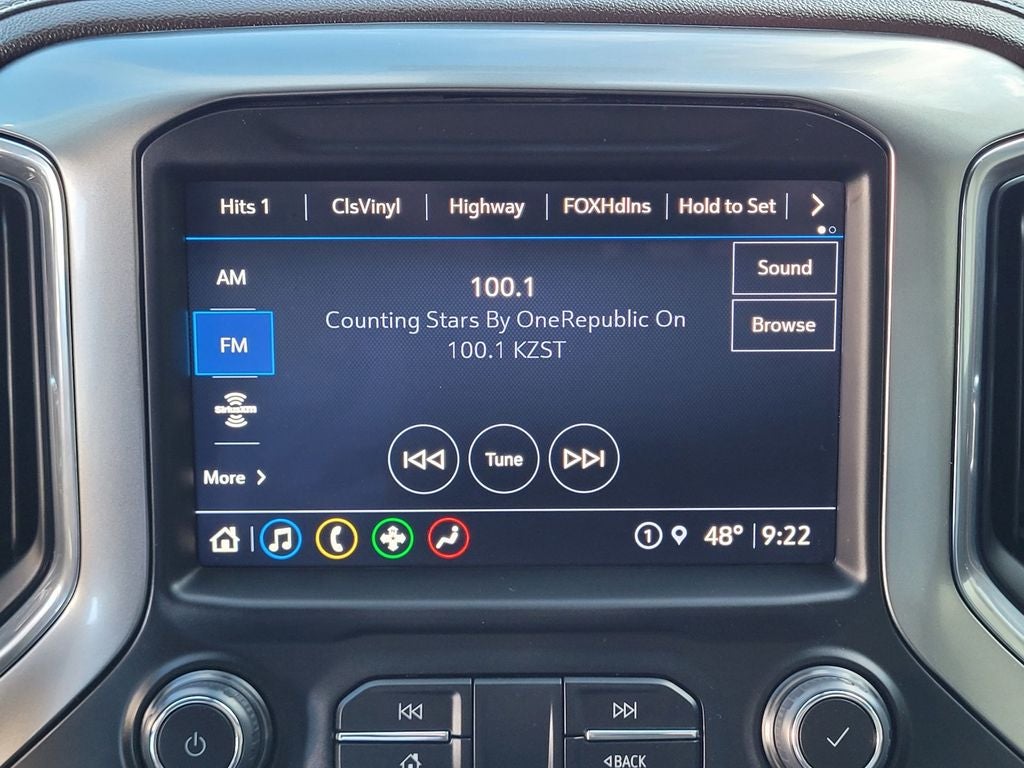 Hits 1 ClsVinyl Highway FOXHdlns Hold to Set
AM
100.1
Sound
Counting Stars By OneRepublic On
Browse
FM
100.1 KZST
SiriusXM
Tune
More
1 48° 9:22
BACK